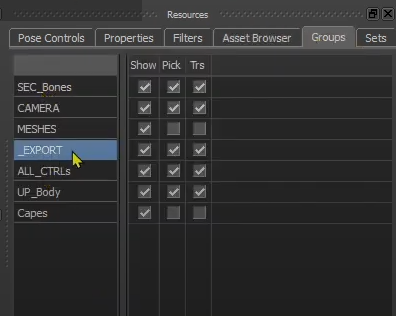 Resources
Pose Controls Properties Filters Asset Browser Groups Sets
Show Pick Trs
SEC_Bones
CAMERA
MESHES
_EXPORT
ALL_CTRLs
UP_Body
Capes